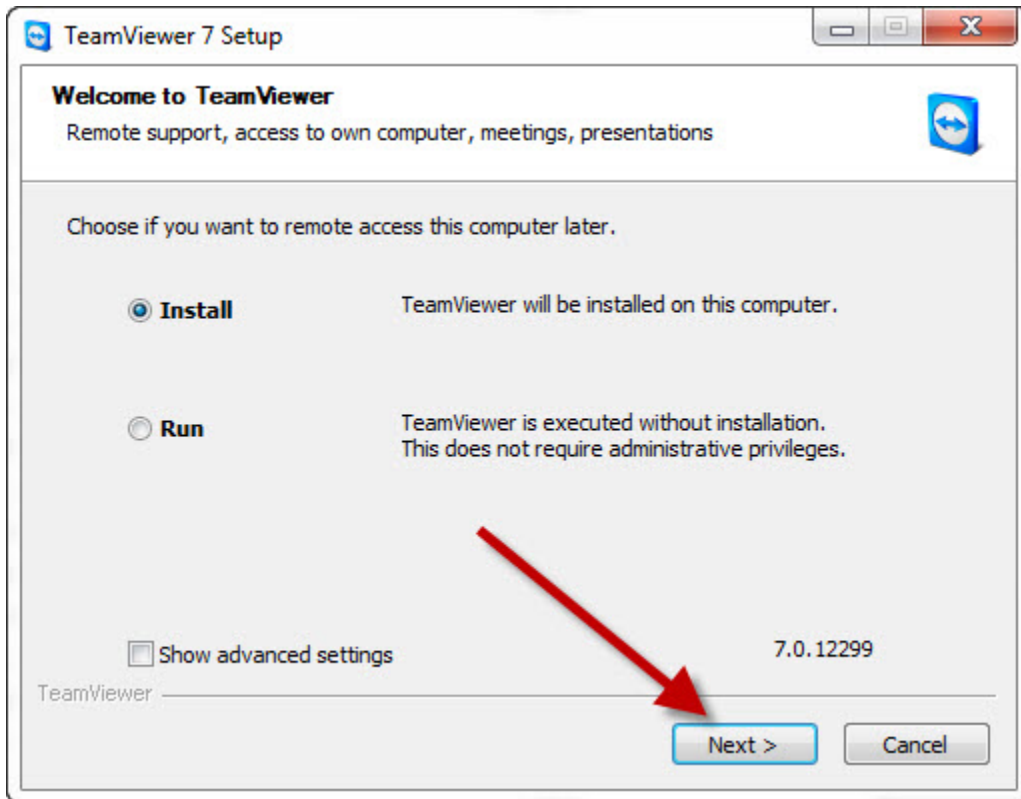 TeamViewer 7 Setup
Welcome to TeamViewer
Remote support, access to own computer, meetings, presentations
Choose if you want to remote access this computer later.
Install
TeamViewer will be installed on this computer.
Run
TeamViewer is executed without installation.
This does not require administrative privileges.
Show advanced settings
7.0.12299
TeamViewer
Next >
Cancel